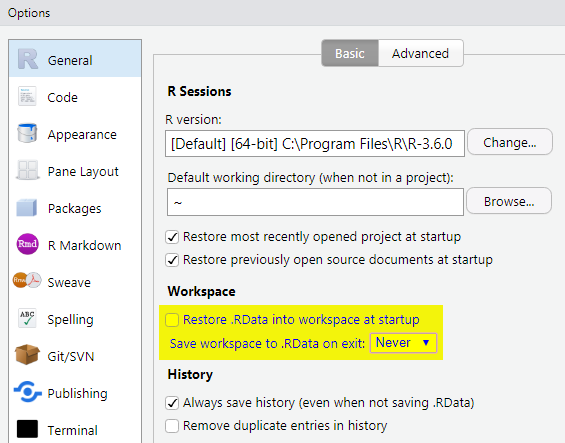 Options
R General
Code
ABC Spelling
Appearance
Pane Layout
Packages
Rmd R Markdown
Sweave
Git/SVN
Publishing
Terminal
Basic Advanced
R Sessions
R version:
[Default] [64-bit] C:\Program Files\R\R-3.6.0 Change...
Default working directory (when not in a project):
~ Browse...
Restore most recently opened project at startup
Restore previously open source documents at startup
Workspace
Restore .RData into workspace at startup
Save workspace to .RData on exit: Never
History
Always save history (even when not saving .RData)
Remove duplicate entries in history